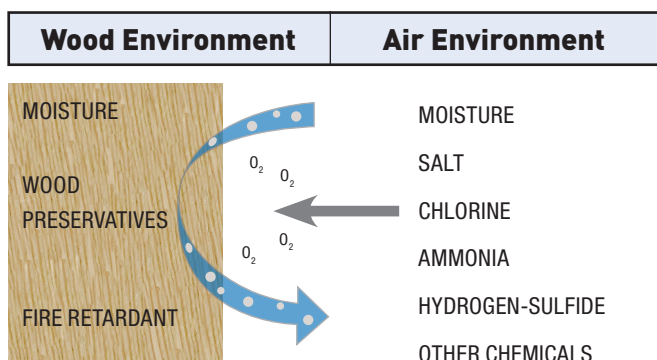 Wood Environment
Air Environment
MOISTURE
WOOD
PRESERVATIVES
FIRE RETARDANT
O₂
O₂
O₂
O₂
MOISTURE
SALT
CHLORINE
AMMONIA
HYDROGEN-SULFIDE
OTHER CHEMICALS